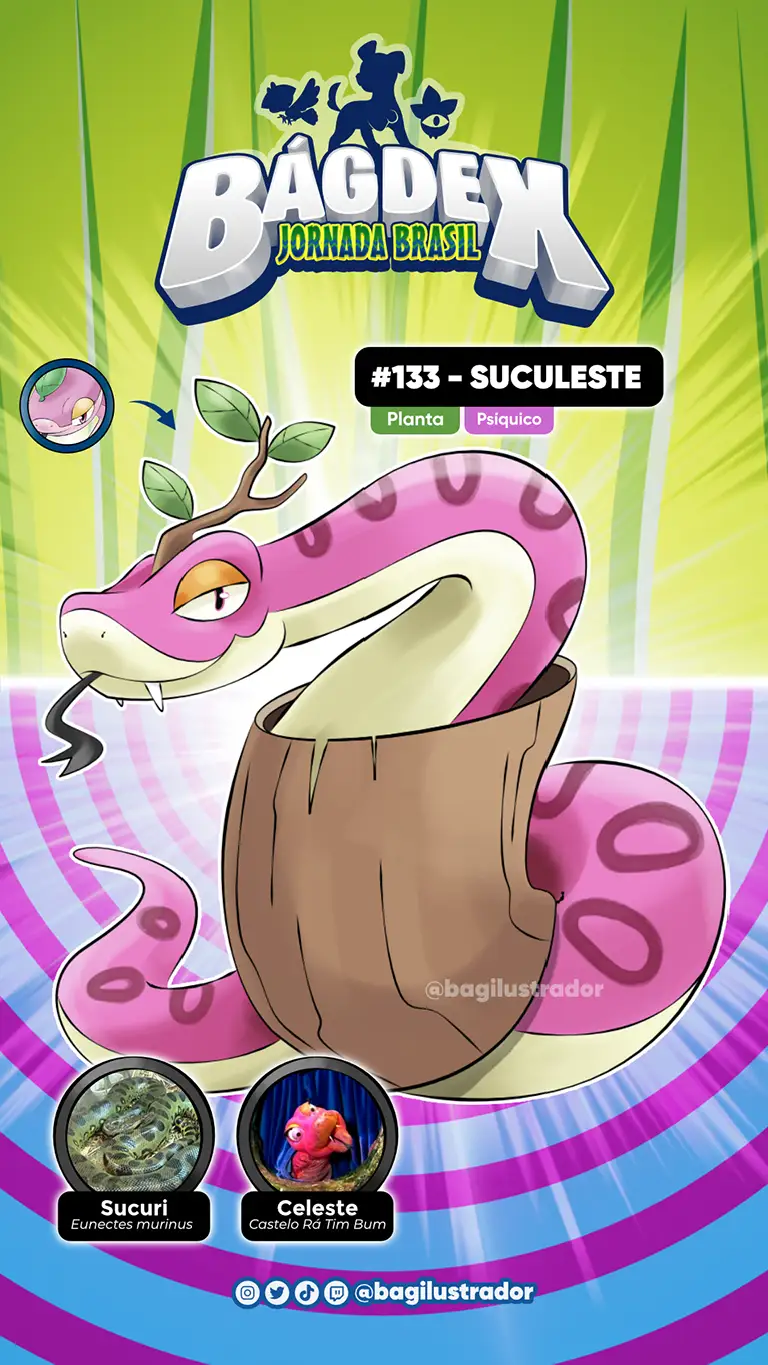 BÁGDEX
JORNADA BRASIL
#133 - SUCULESTE
Planta
Psíquico
@bagilustrador
Sucuri
Eunectes murinus
Celeste
Castelo Rá Tim Bum
@bagilustrador